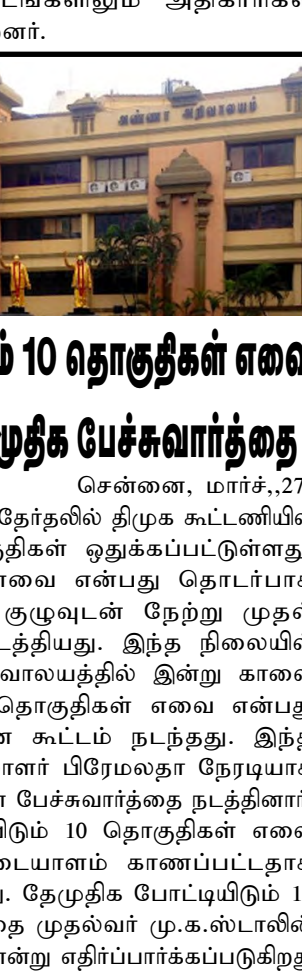 டங்களிலும் அதிகாரிகள்
னர்.
அண்ணா அறிவாலயம்
ம் 10 தொகுதிகள் எவை
முதிக பேச்சுவார்த்தை
சென்னை, மார்ச்,,27
தேர்தலில் திமுக கூட்டணியில்
குதிகள் ஒதுக்கப்பட்டுள்ளது.
எவை என்பது தொடர்பாக
குழுவுடன் நேற்று முதல்
டத்தியது. இந்த நிலையில்
வாலயத்தில் இன்று காலை
தொகுதிகள் எவை என்பது
ன கூட்டம் நடந்தது. இந்த
ாளர் பிரேமலதா நேரடியாக
பேச்சுவார்த்தை நடத்தினார்.
யிடும் 10 தொகுதிகள் எவை
டையாளம் காணப்பட்டதாக
து. தேமுதிக போட்டியிடும் 1
தை முதல்வர் மு.க.ஸ்டாலின்
ன்று எதிர்ப்பார்க்கப்படுகிறது